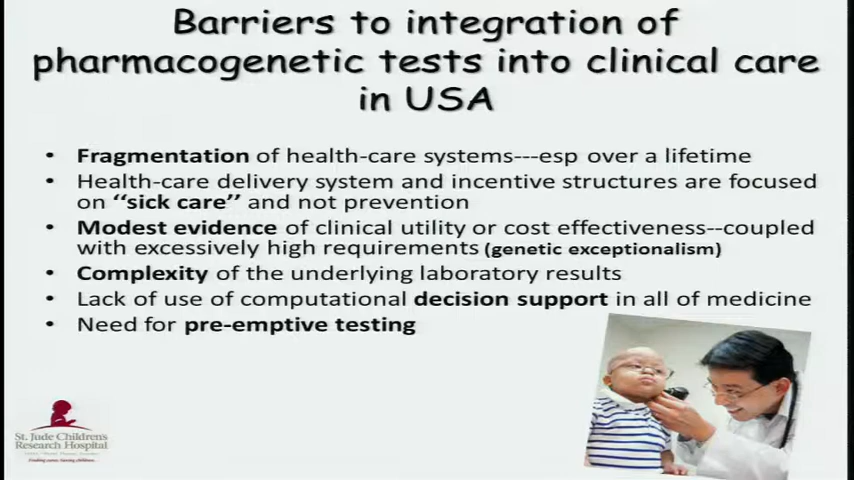 Barriers to integration of
pharmacogenetic tests into clinical care
in USA
• Fragmentation of health-care systems---esp over a lifetime
• Health-care delivery system and incentive structures are focused
on “sick care” and not prevention
• Modest evidence of clinical utility or cost effectiveness--coupled
with excessively high requirements (genetic exceptionalism)
• Complexity of the underlying laboratory results
• Lack of use of computational decision support in all of medicine
• Need for pre-emptive testing
St. Jude Children's
Research Hospital